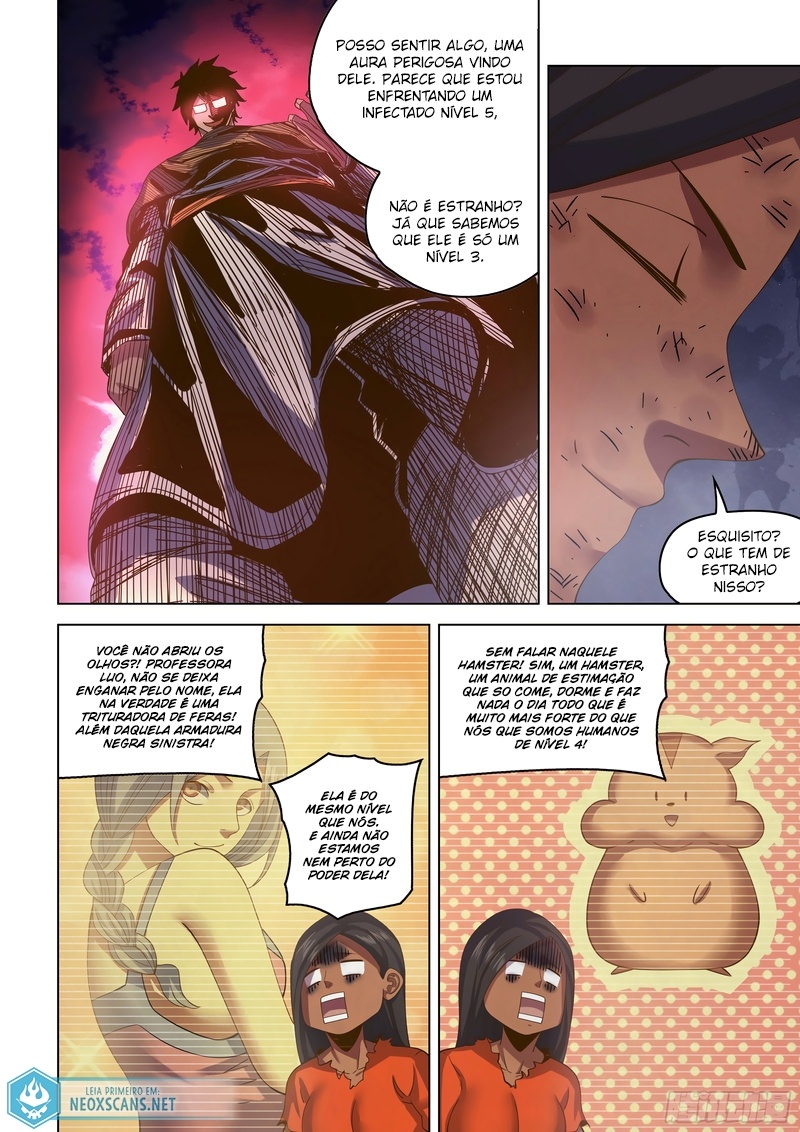 POSSO SENTIR ALGO, UMA
AURA PERIGOSA VINDO
DELE. PARECE QUE ESTOU
ENFRENTANDO UM
INFECTADO NÍVEL 5,
NÃO É ESTRANHO?
JÁ QUE SABEMOS
QUE ELE É SÓ UM
NÍVEL 3.
ESQUISITO?
O QUE TEM DE
ESTRANHO
NISSO?
VOCÊ NÃO ABRIU OS
OLHOS?! PROFESSORA
LUO, NÃO SE DEIXA
ENGANAR PELO NOME, ELA
NA VERDADE É UMA
TRITURADORA DE FERAS!
ALÉM DAQUELA ARMADURA
NEGRA SINISTRA!
ELA É DO
MESMO NÍVEL
QUE NÓS.
E AINDA NÃO
ESTAMOS
NEM PERTO DO
PODER DELA!
SEM FALAR NAQUELE
HAMSTER! SIM, UM HAMSTER,
UM ANIMAL DE ESTIMAÇÃO
QUE SO COME, DORME E FAZ
NADA O DIA TODO QUE É
MUITO MAIS FORTE DO QUE
NÓS QUE SOMOS HUMANOS
DE NÍVEL 4!
LEIA PRIMEIRO EM:
NEOXSCANS.NET